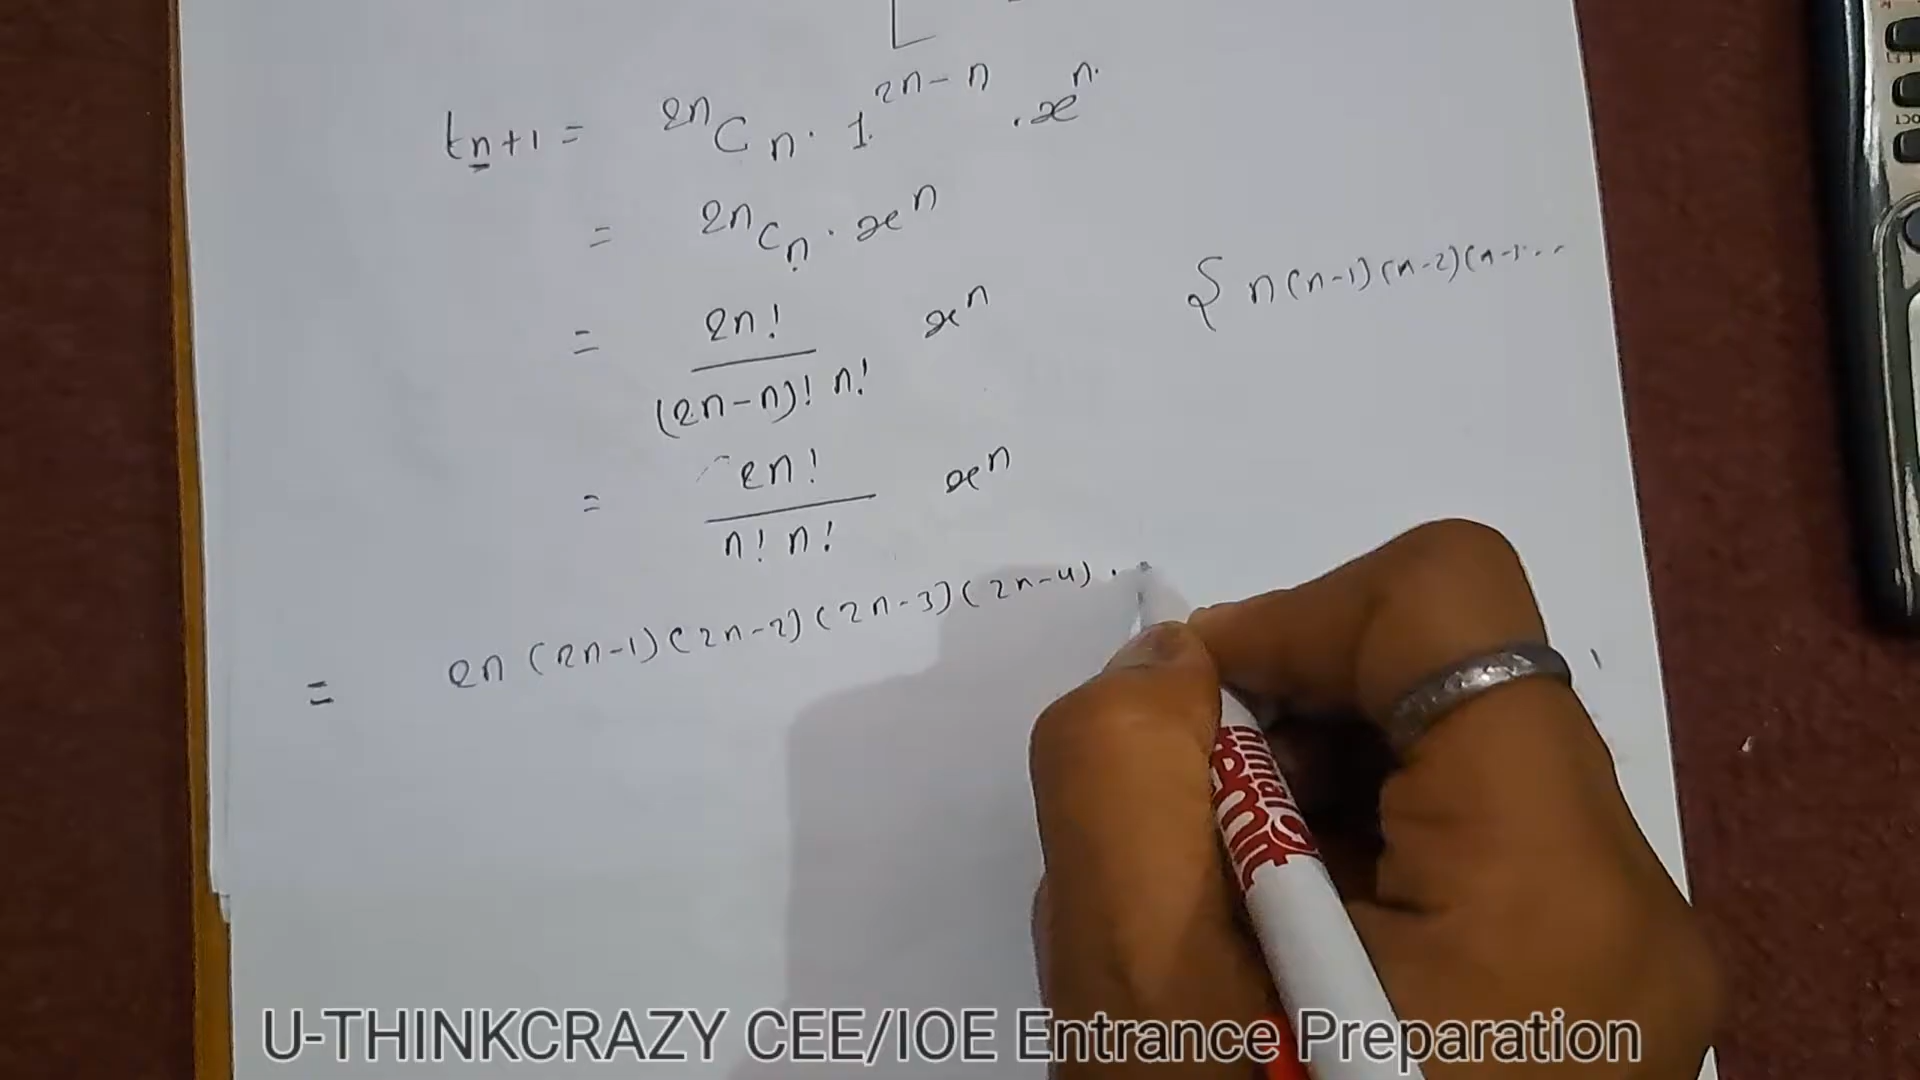 tn+1 = 2nCn · 1^2n-n · x^n
= 2nCn · x^n
{ n(n-1)(n-2)(n-3...
= 2n! / (2n-n)! n! x^n
= 2n! / n! n! x^n
= 2n (2n-1)(2n-2)(2n-3)(2n-4) . .
U-THINKCRAZY CEE/IOE Entrance Preparation